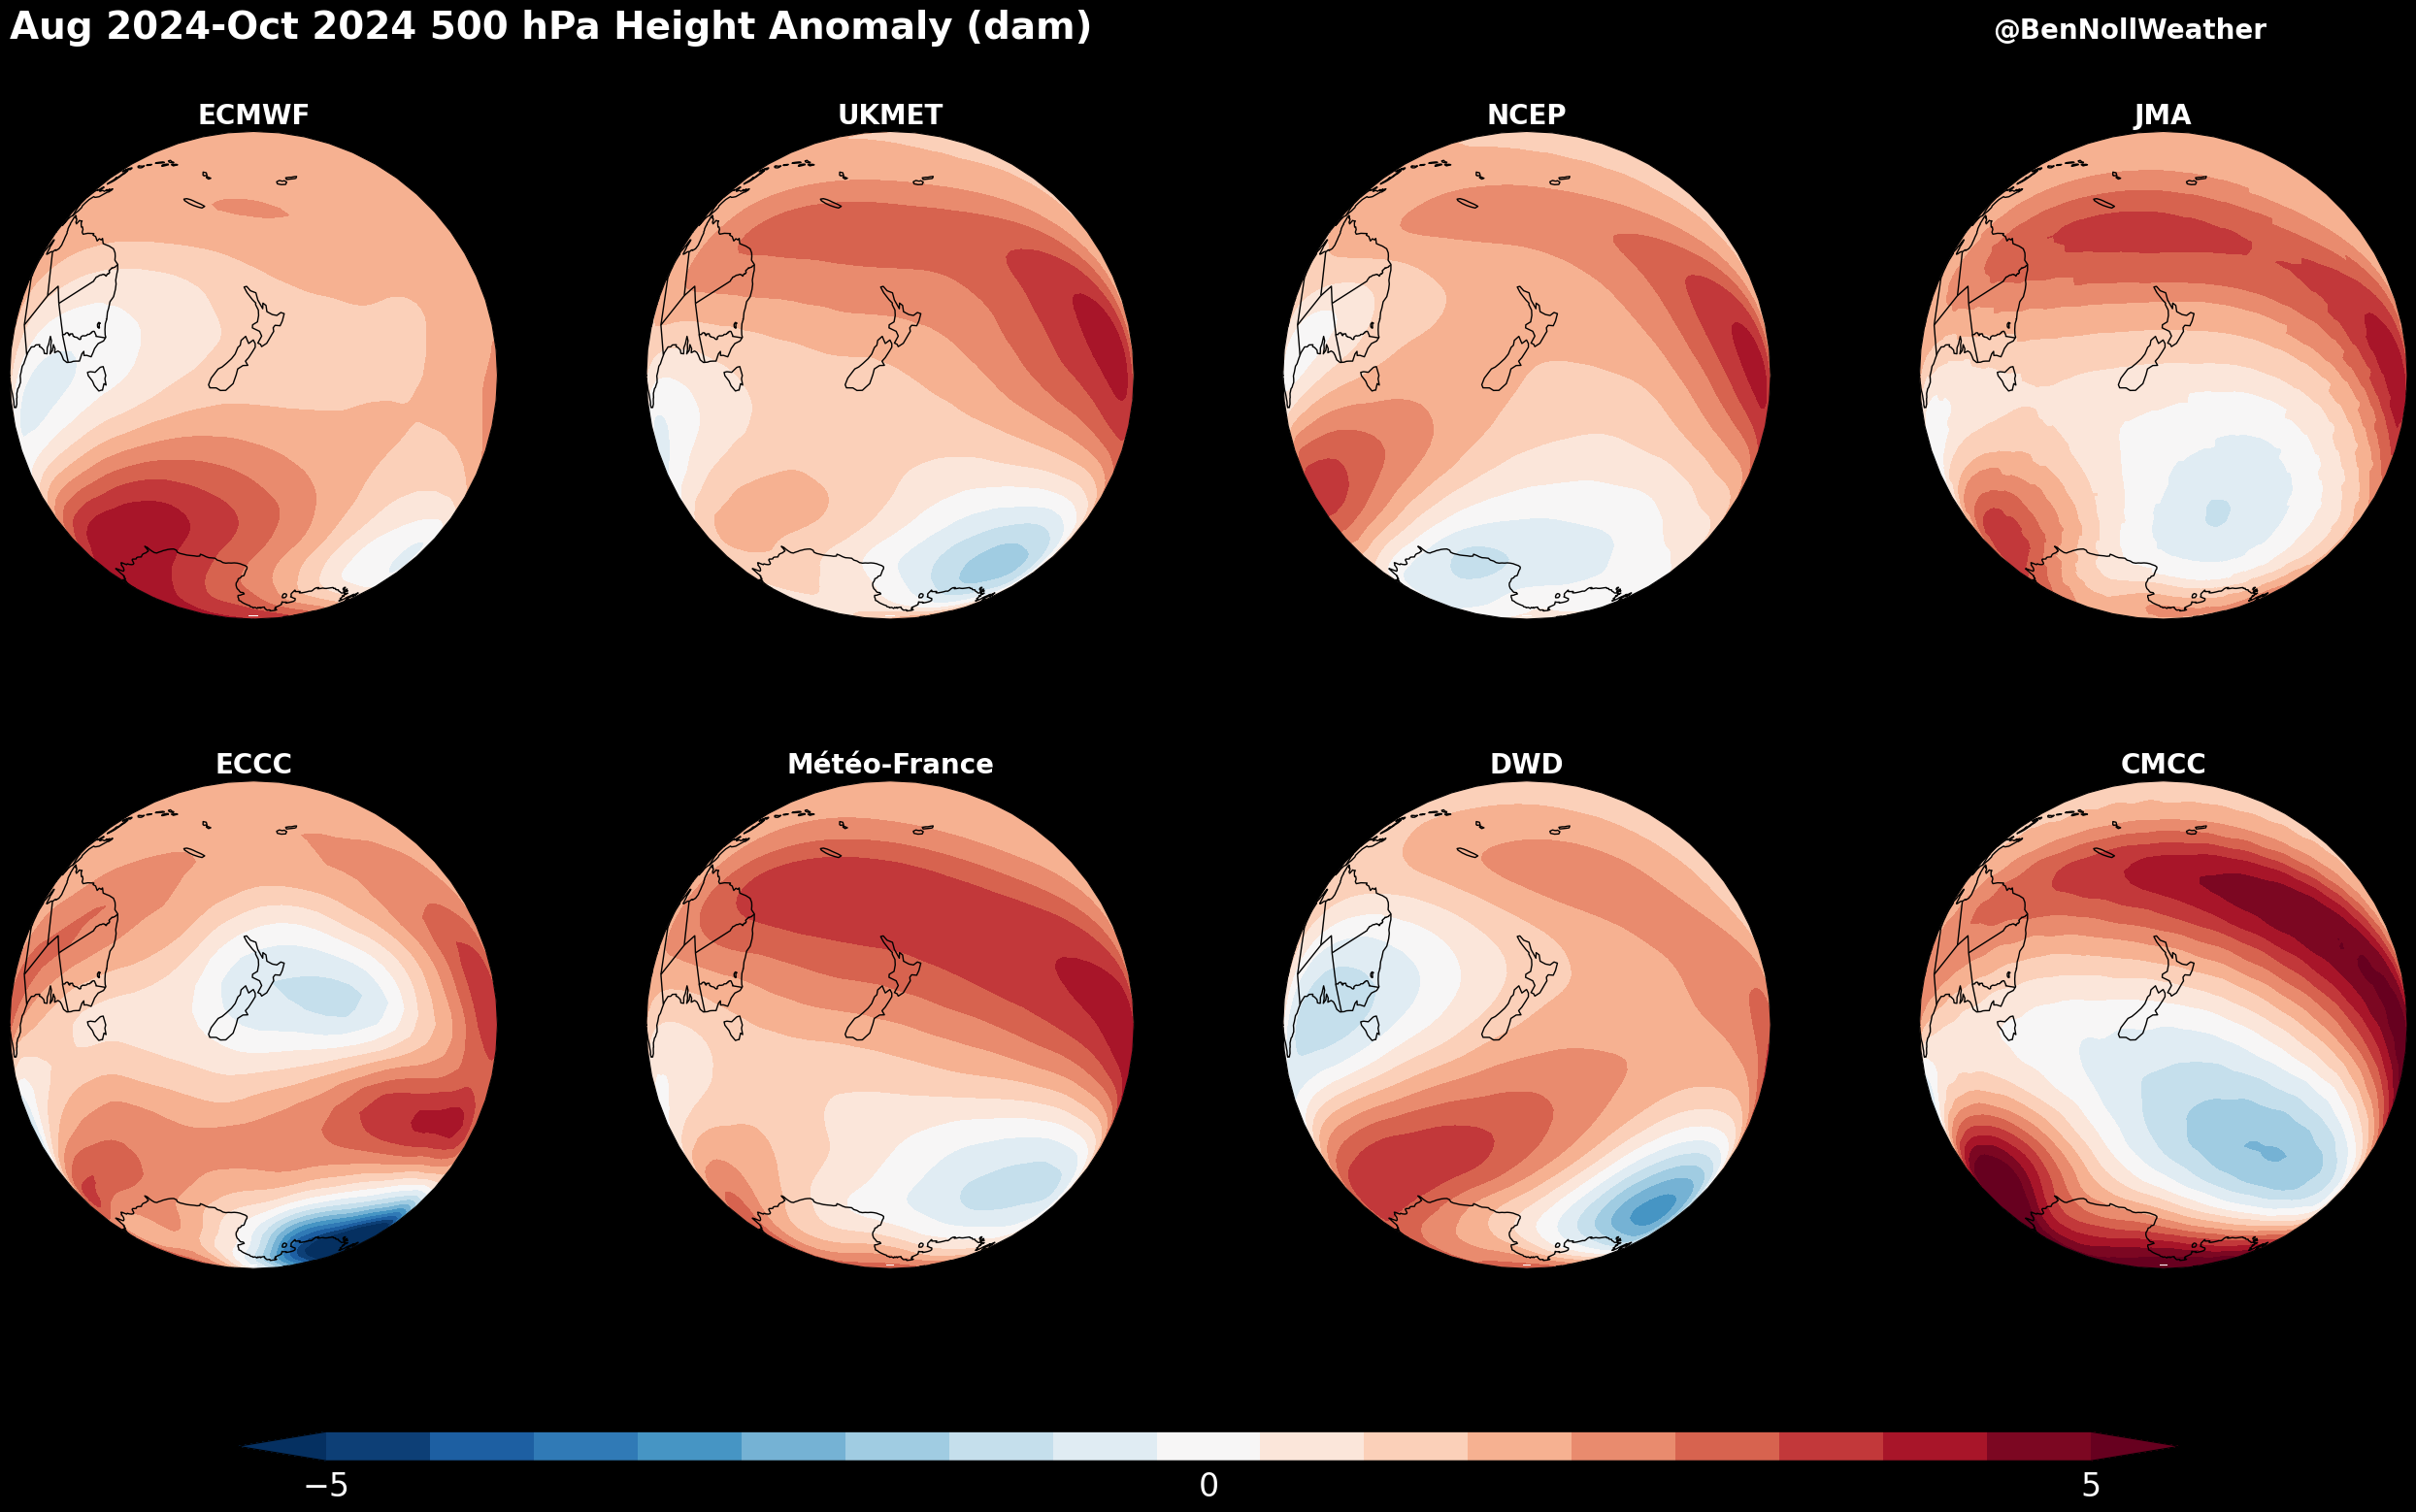 Aug 2024-Oct 2024 500 hPa Height Anomaly (dam)
@BenNollWeather
ECMWF
UKMET
NCEP
JMA
ECCC
Météo-France
DWD
CMCC
−5
0
5